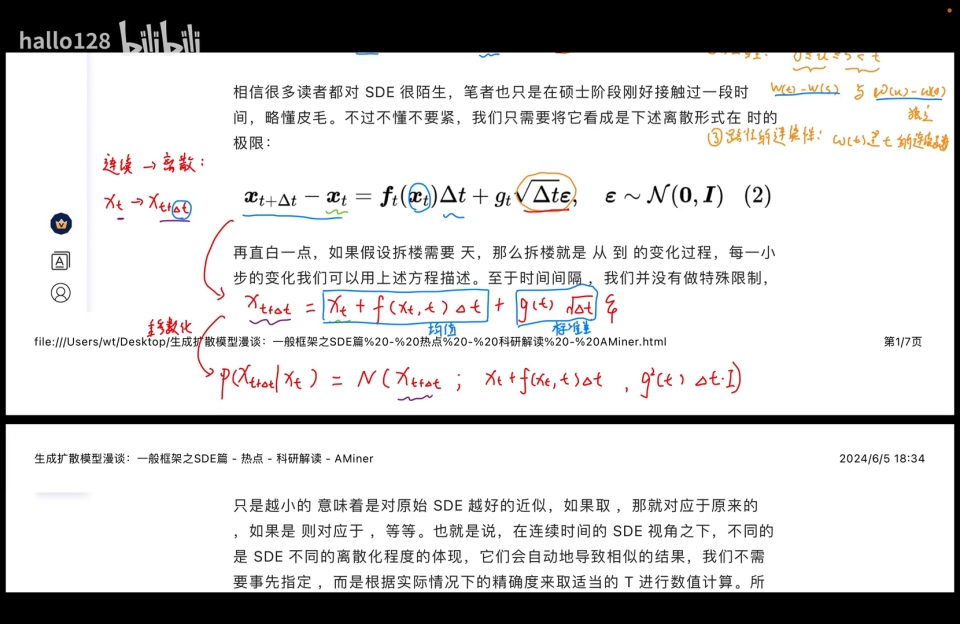 hallo128 bilibili
相信很多读者都对 SDE 很陌生，笔者也只是在硕士阶段刚好接触过一段时
间，略懂皮毛。不过不懂不要紧，我们只需要将它看成是下述离散形式在 时的
极限：
W(t) - W(s) 与 W(u) - W(0)
独立
③路径的连续性： W(t)是 t 的连续函数
连续 → 离散：
x_t → x_{t+Δt}
x_{t+Δt} − x_t = f_t(x_t)Δt + g_t√Δt ε, ε ∼ N(0, I) (2)
再直白一点，如果假设拆楼需要 天，那么拆楼就是 从 到 的变化过程，每一小
步的变化我们可以用上述方程描述。至于时间间隔 ，我们并没有做特殊限制，
x_{t+Δt} = x_t + f(x_t, t) Δt + g(t) √Δt ξ
均值 标准差
参数化
file:///Users/wt/Desktop/生成扩散模型漫谈：一般框架之SDE篇%20-%20热点%20-%20科研解读%20-%20AMiner.html 第1/7页
p(x_{t+Δt}|x_t) = N(x_{t+Δt} ; x_t + f(x_t, t)Δt , g²(t) Δt·I)
生成扩散模型漫谈：一般框架之SDE篇 - 热点 - 科研解读 - AMiner 2024/6/5 18:34
只是越小的 意味着是对原始 SDE 越好的近似，如果取 ，那就对应于原来的
，如果是 则对应于 ，等等。也就是说，在连续时间的 SDE 视角之下，不同的
是 SDE 不同的离散化程度的体现，它们会自动地导致相似的结果，我们不需
要事先指定 ，而是根据实际情况下的精确度来取适当的 T 进行数值计算。所